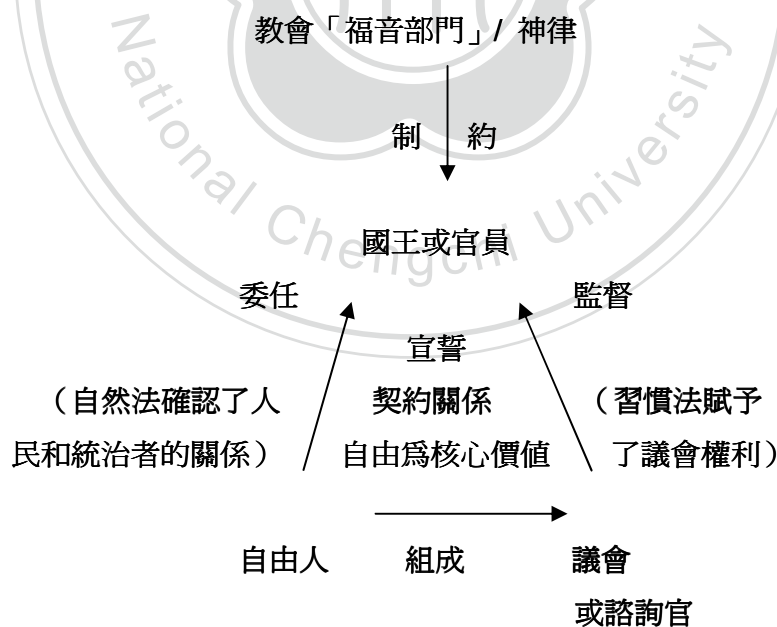 教會「福音部門」/ 神律
制 約
國王或官員
委任 監督
宣誓
（自然法確認了人 契約關係 （習慣法賦予
民和統治者的關係） 自由爲核心價值 了議會權利）
自由人 組成 議會
或諮詢官
National Chengchi University